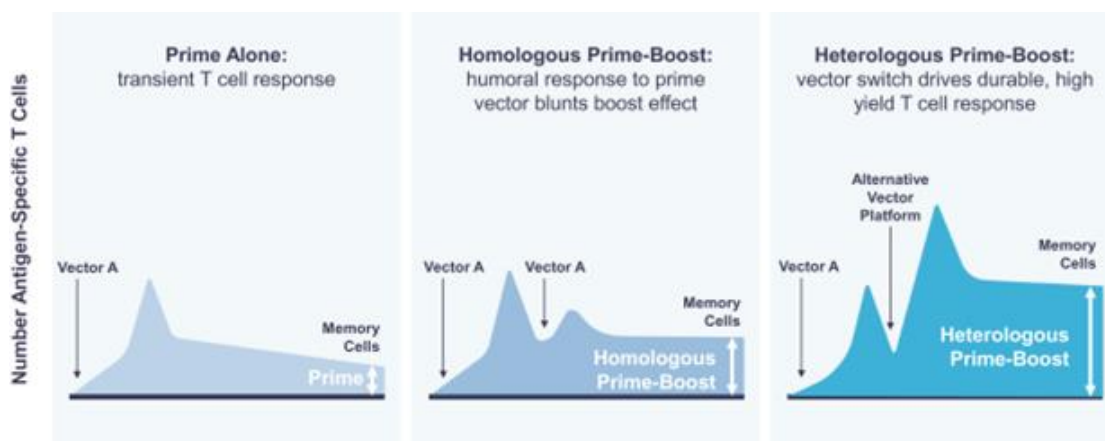 Number Antigen-Specific T Cells
Prime Alone:
transient T cell response
Vector A
Memory
Cells
Prime
Homologous Prime-Boost:
humoral response to prime
vector blunts boost effect
Vector A
Vector A
Memory
Cells
Homologous
Prime-Boost
Heterologous Prime-Boost:
vector switch drives durable, high
yield T cell response
Alternative
Vector
Platform
Vector A
Memory
Cells
Heterologous
Prime-Boost